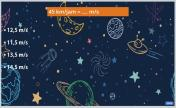 45 km/jam = .... m/s
• 12,5 m/s
• 11,5 m/s
• 13,5 m/s
• 14,5 m/s